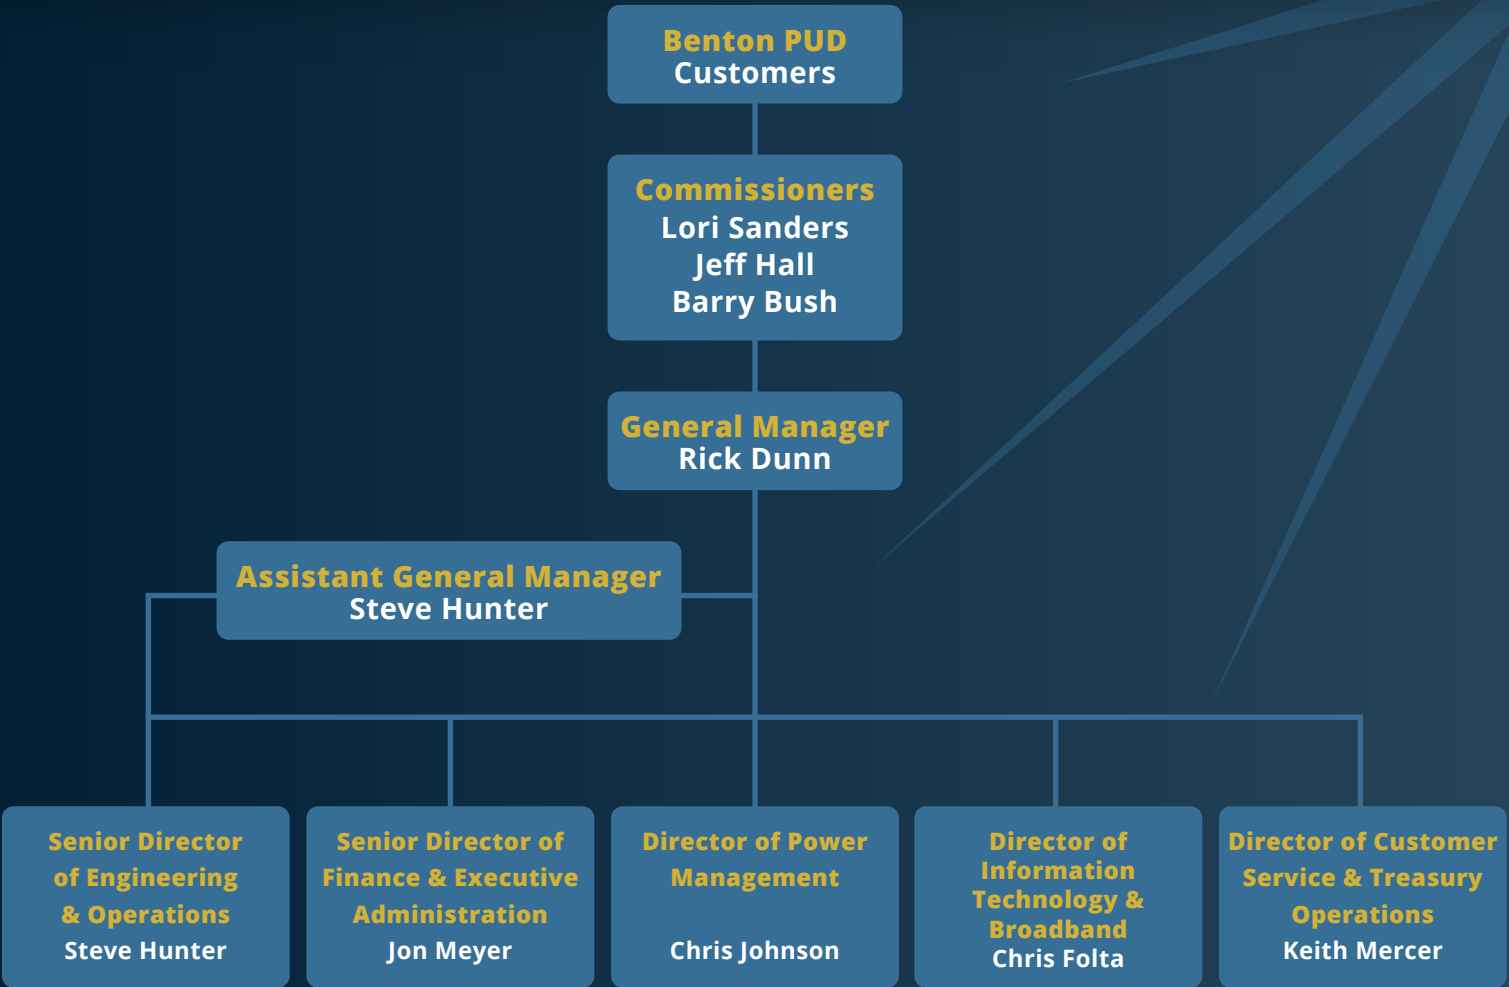 Benton PUD
Customers
Commissioners
Lori Sanders
Jeff Hall
Barry Bush
General Manager
Rick Dunn
Assistant General Manager
Steve Hunter
Senior Director
of Engineering
& Operations
Steve Hunter
Senior Director of
Finance & Executive
Administration
Jon Meyer
Director of Power
Management
Chris Johnson
Director of
Information
Technology &
Broadband
Chris Folta
Director of Customer
Service & Treasury
Operations
Keith Mercer